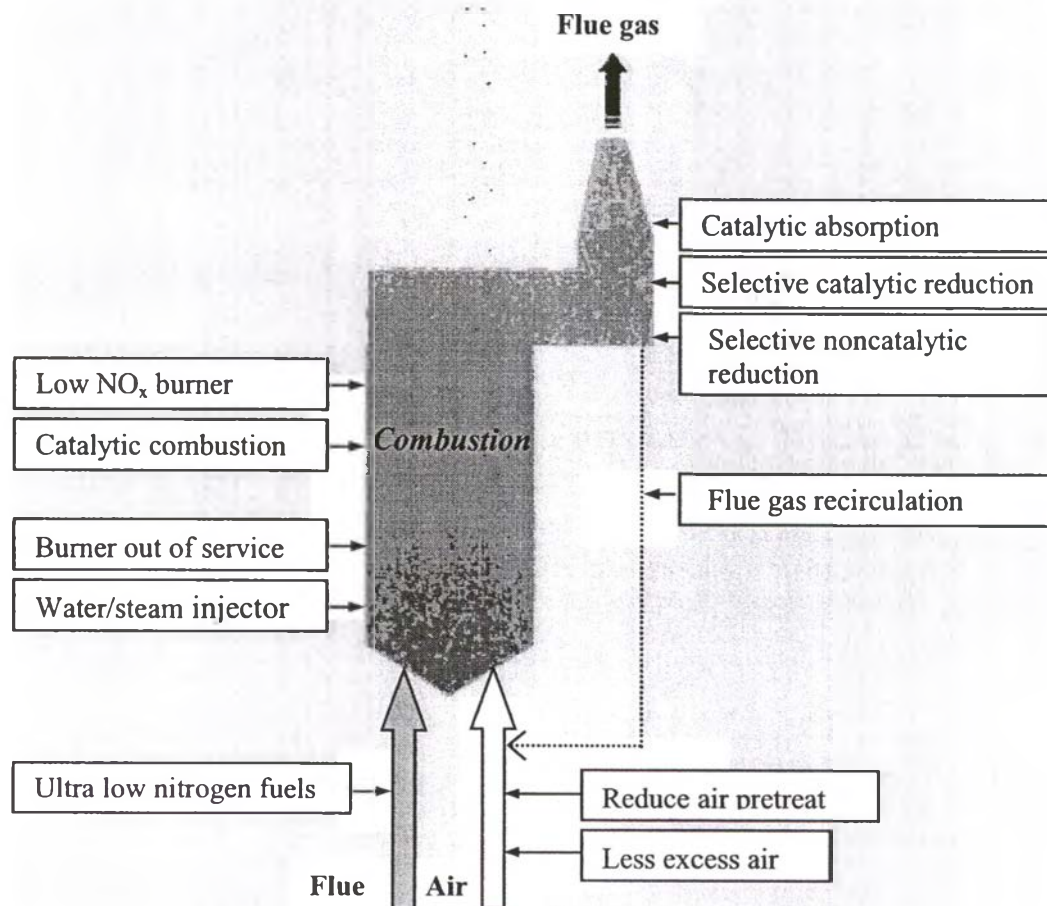 Flue gas
Catalytic absorption
Selective catalytic reduction
Selective noncatalytic
reduction
Low NOₓ burner
Catalytic combustion
Combustion
Flue gas recirculation
Burner out of service
Water/steam injector
Ultra low nitrogen fuels
Reduce air pretreat
Less excess air
Flue Air